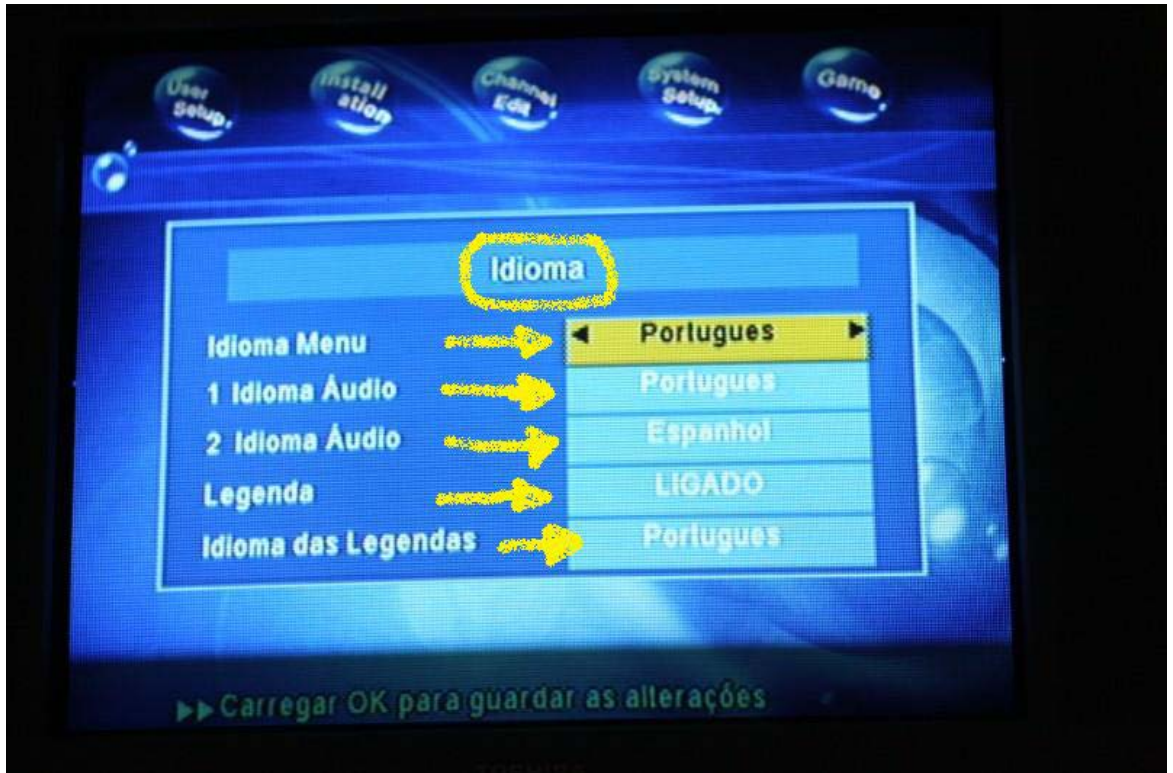 User Setup
Installation
Channel Edit
System Setup
Game
Idioma
Idioma Menu Portugues
1 Idioma Áudio Portugues
2 Idioma Áudio Espanhol
Legenda LIGADO
Idioma das Legendas Portugues
Carregar OK para guardar as alterações
TOSHIBA